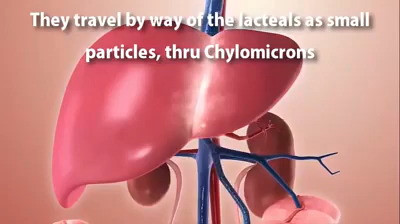 They travel by way of the lacteals as small
particles, thru Chylomicrons